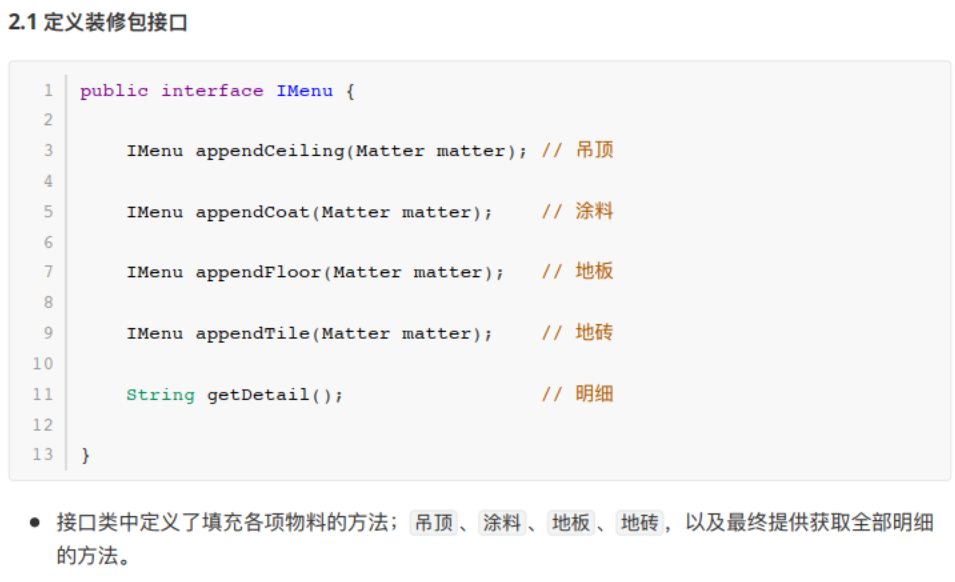 2.1 定义装修包接口
1 public interface IMenu {
2
3 IMenu appendCeiling(Matter matter); // 吊顶
4
5 IMenu appendCoat(Matter matter); // 涂料
6
7 IMenu appendFloor(Matter matter); // 地板
8
9 IMenu appendTile(Matter matter); // 地砖
10
11 String getDetail(); // 明细
12
13 }
● 接口类中定义了填充各项物料的方法；吊顶、涂料、地板、地砖，以及最终提供获取全部明细
的方法。